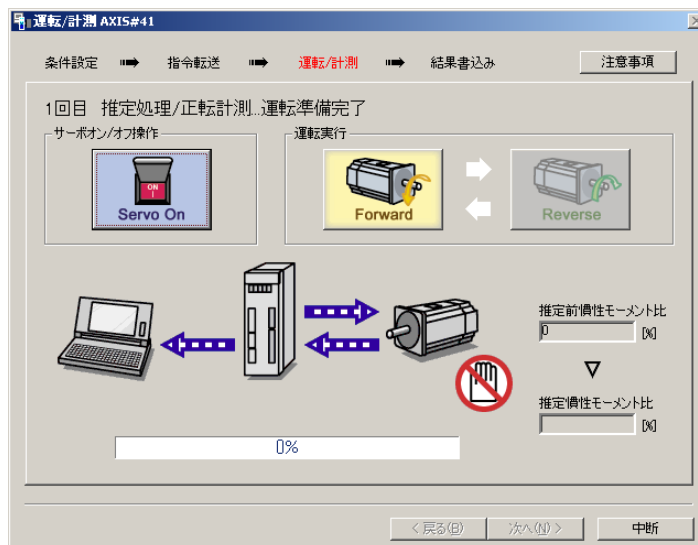 運転/計測 AXIS#41
条件設定 指令転送 運転/計測 結果書込み 注意事項
1回目 推定処理/正転計測...運転準備完了
サーボオン/オフ操作
運転実行
ON
I
Servo On
Forward
Reverse
推定前慣性モーメント比
0 [%]
推定慣性モーメント比
[%]
0%
< 戻る(B) 次へ(N) > 中断